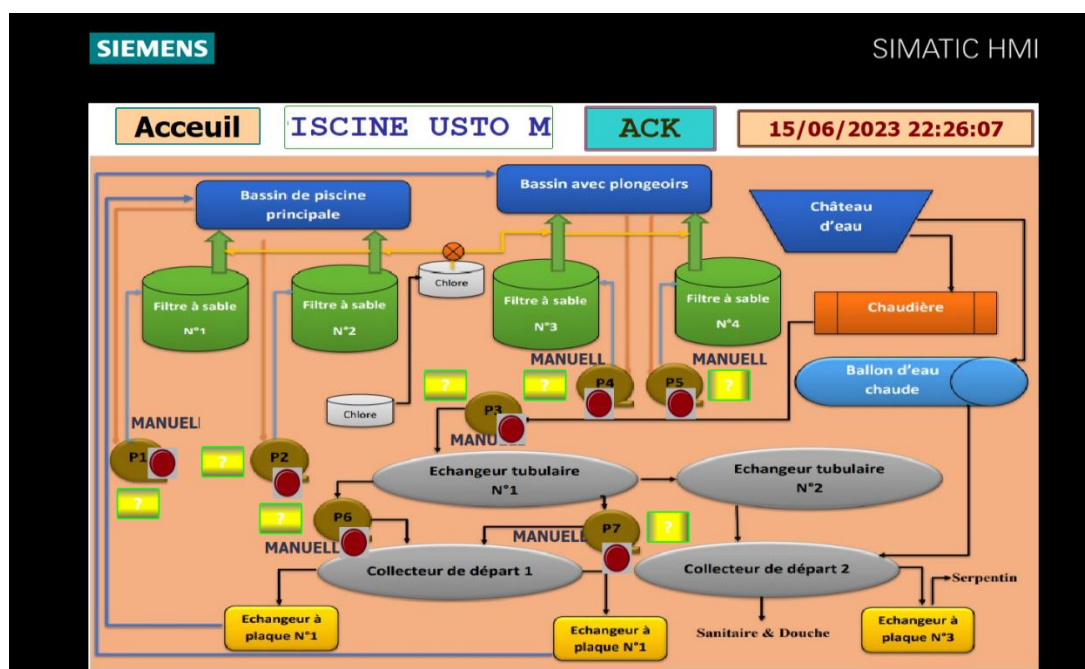 SIEMENS
SIMATIC HMI
Acceuil
ISCINE USTO M
ACK
15/06/2023 22:26:07
Bassin de piscine
principale
Bassin avec plongeoirs
Château
d'eau
Filtre à sable
N°1
Filtre à sable
N°2
Chlore
Filtre à sable
N°3
Filtre à sable
N°4
Chaudière
MANUELL
MANUELL
Ballon d'eau
chaude
?
?
P4
P5
?
Chlore
P3
MANUEL
MANU
P1
?
P2
Echangeur tubulaire
N°1
Echangeur tubulaire
N°2
?
?
P6
MANUELL
MANUELL
P7
?
Collecteur de départ 1
Collecteur de départ 2
Serpentin
Echangeur à
plaque N°1
Echangeur à
plaque N°1
Sanitaire & Douche
Echangeur à
plaque N°3